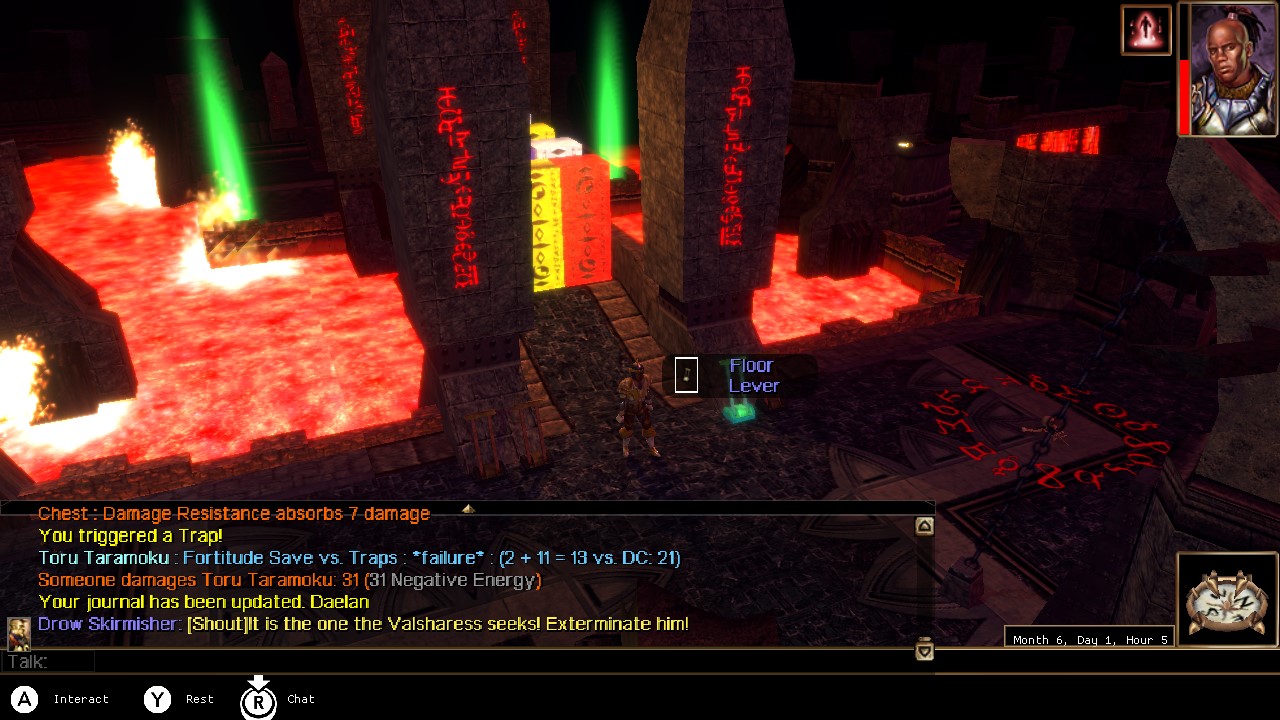 Floor
Lever
Chest : Damage Resistance absorbs 7 damage
You triggered a Trap!
Toru Taramoku : Fortitude Save vs. Traps : *failure* : (2 + 11 = 13 vs. DC: 21)
Someone damages Toru Taramoku: 31 (31 Negative Energy)
Your journal has been updated. Daelan
Drow Skirmisher: [Shout]It is the one the Valsharess seeks! Exterminate him!
Month 6, Day 1, Hour 5
Talk:
A Interact Y Rest R Chat